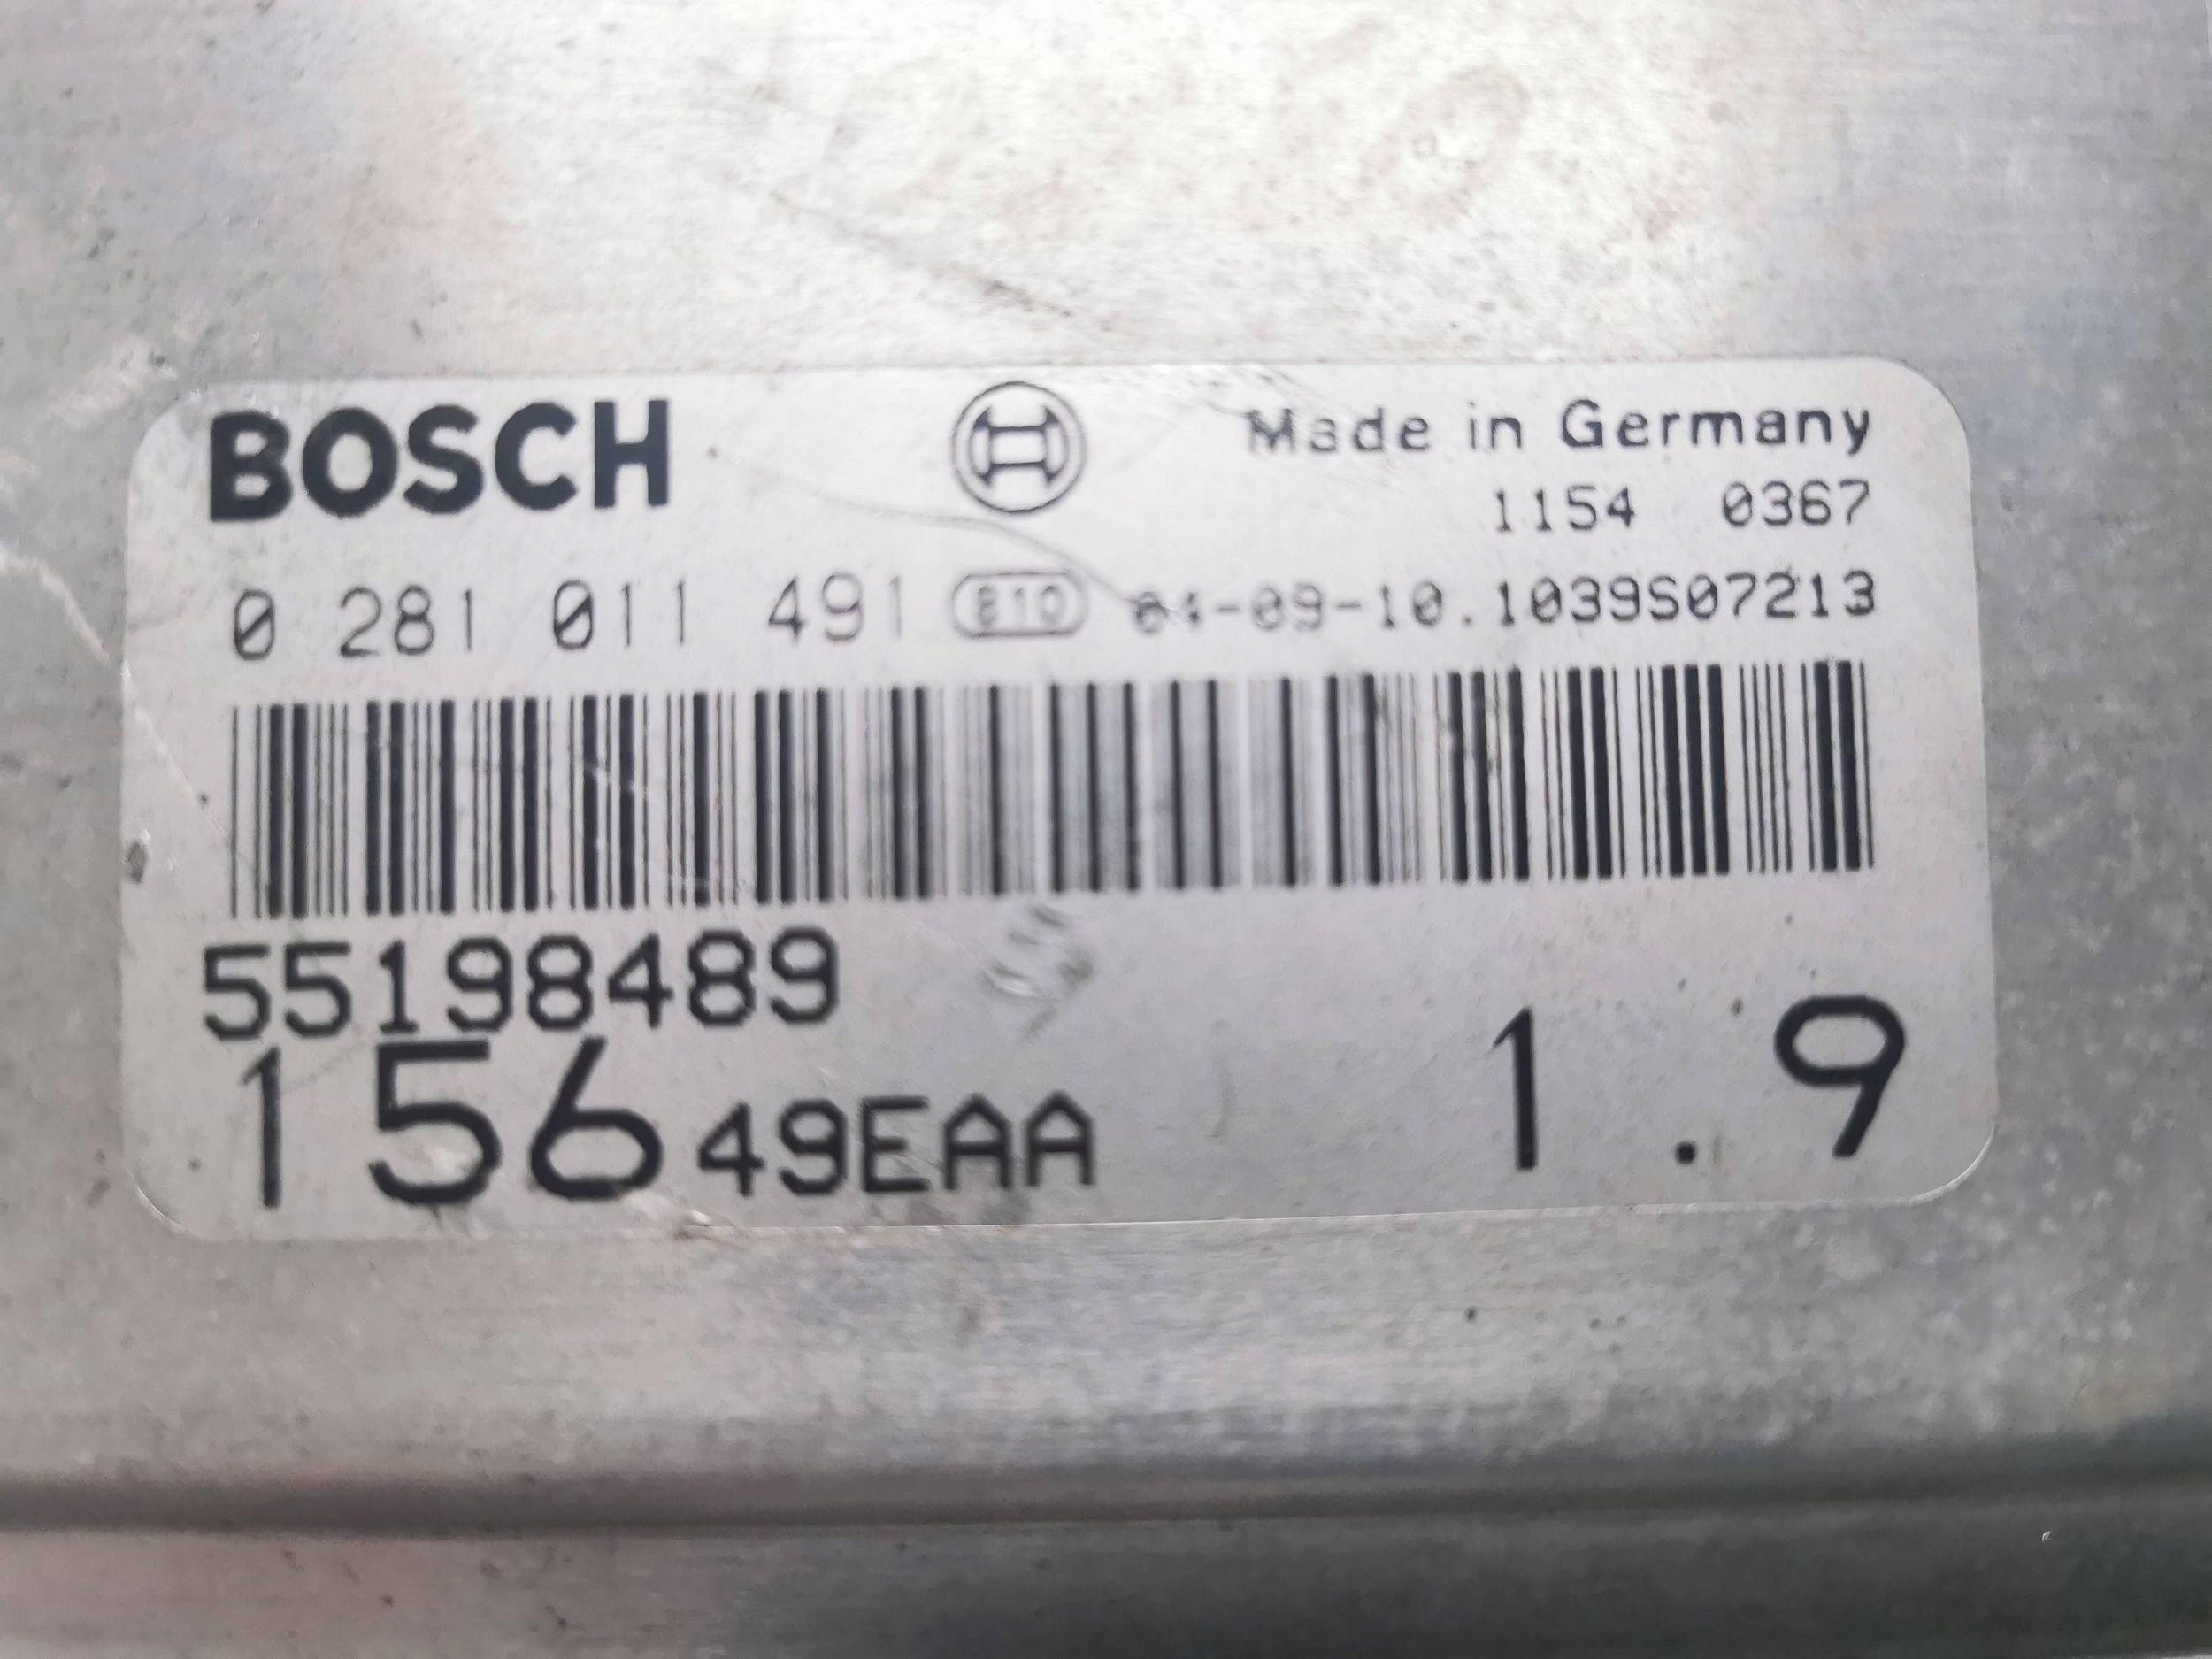 BOSCH Made in Germany
1154 0367
0 281 011 491 810 04-09-10.1039S07213
55198489
156 49EAA 1.9